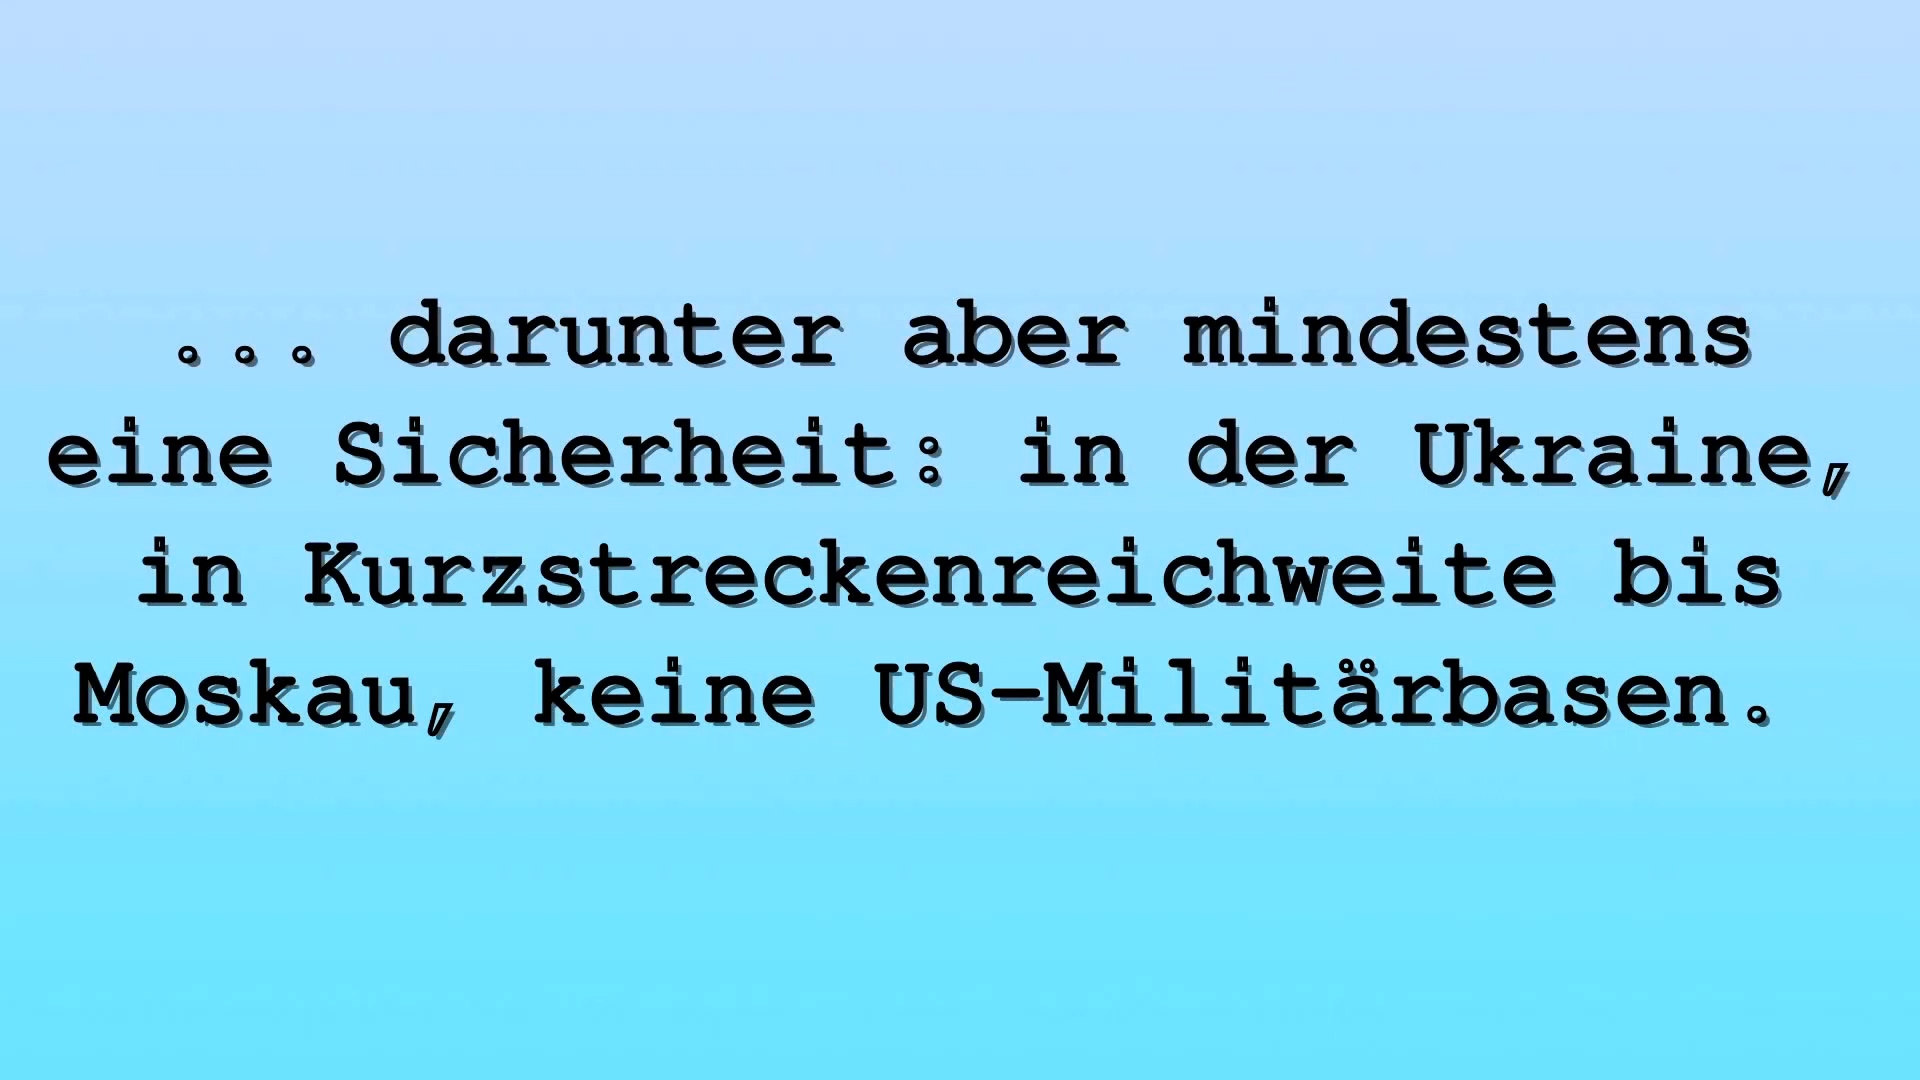 ... darunter aber mindestens
eine Sicherheit: in der Ukraine,
in Kurzstreckenreichweite bis
Moskau, keine US-Militärbasen.